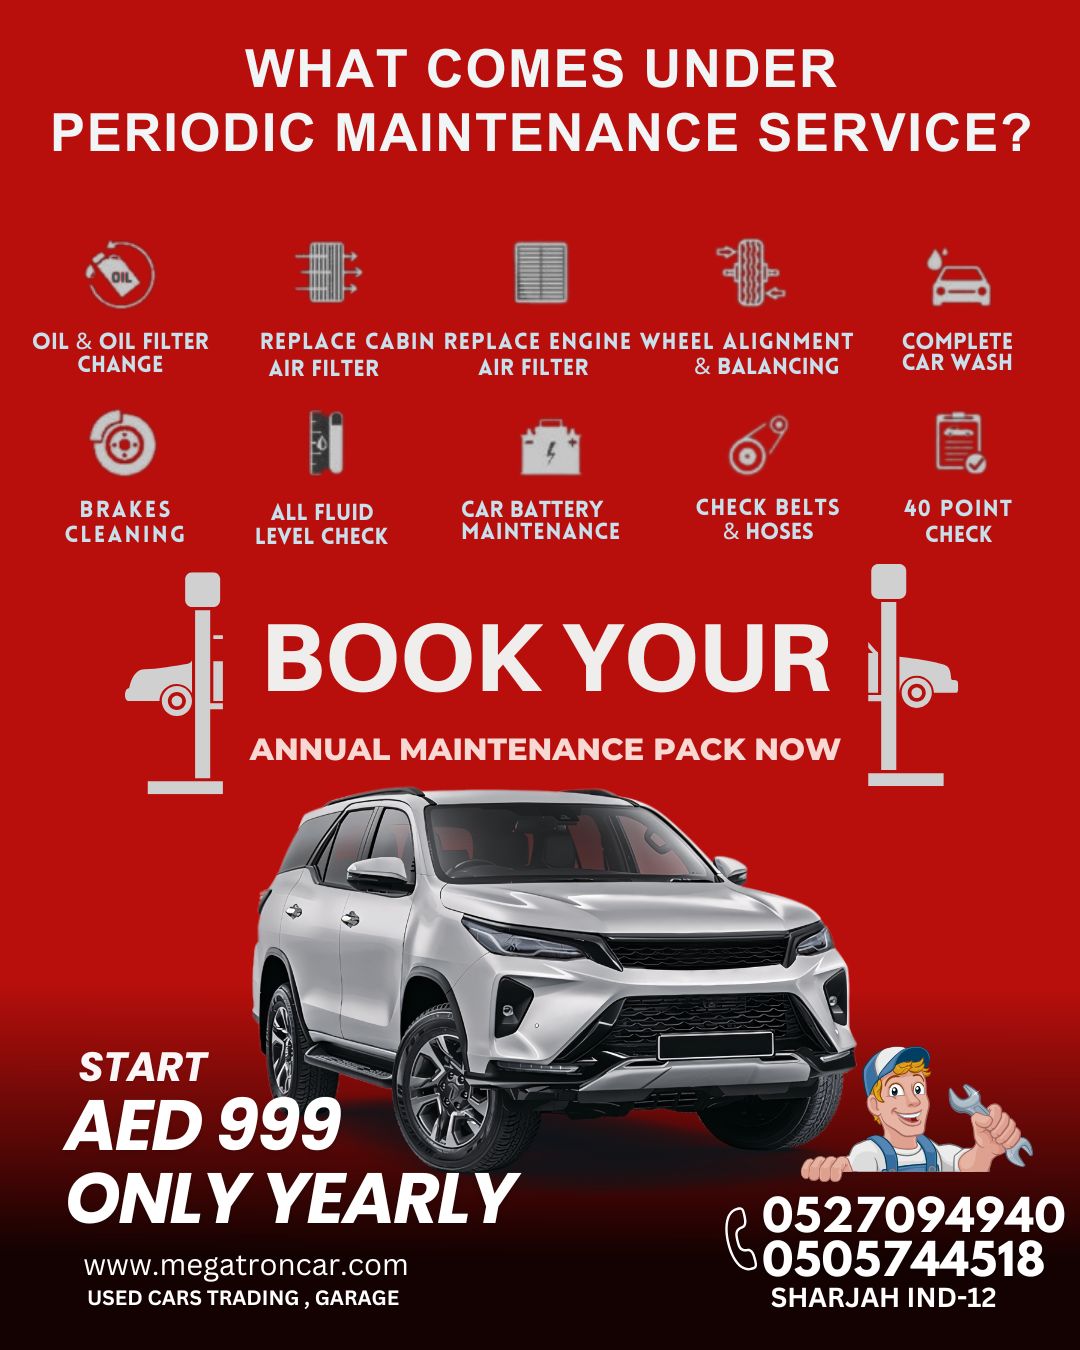 WHAT COMES UNDER
PERIODIC MAINTENANCE SERVICE?
OIL
OIL & OIL FILTER
CHANGE
REPLACE CABIN
AIR FILTER
REPLACE ENGINE
AIR FILTER
WHEEL ALIGNMENT
& BALANCING
COMPLETE
CAR WASH
BRAKES
CLEANING
ALL FLUID
LEVEL CHECK
CAR BATTERY
MAINTENANCE
CHECK BELTS
& HOSES
40 POINT
CHECK
BOOK YOUR
ANNUAL MAINTENANCE PACK NOW
START
AED 999
ONLY YEARLY
www.megatroncar.com
USED CARS TRADING , GARAGE
0527094940
0505744518
SHARJAH IND-12